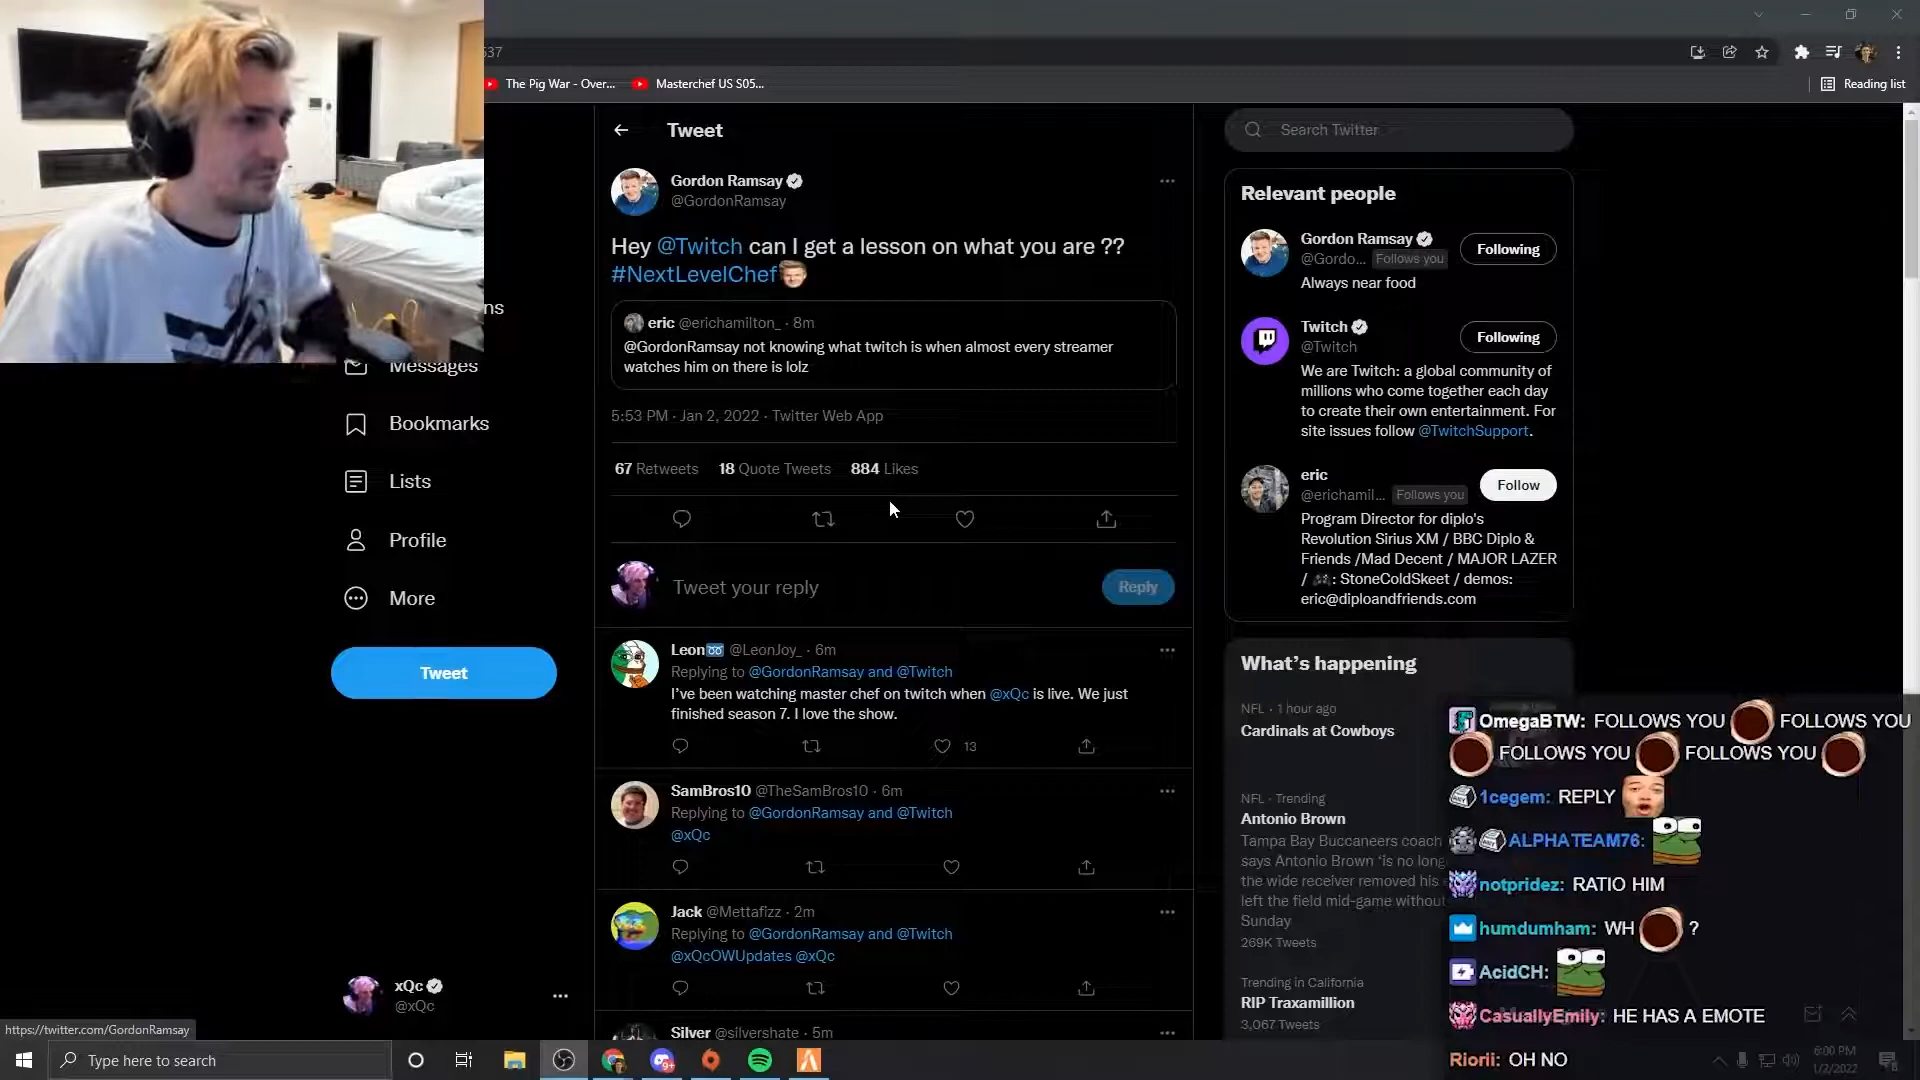 537
The Pig War - Over...
Masterchef US S05...
Reading list
Tweet
Gordon Ramsay
@GordonRamsay
Hey @Twitch can I get a lesson on what you are ??
#NextLevelChef
eric @erichamilton_ · 8m
@GordonRamsay not knowing what twitch is when almost every streamer
watches him on there is lolz
5:53 PM · Jan 2, 2022 · Twitter Web App
67 Retweets 18 Quote Tweets 884 Likes
Tweet your reply
Reply
Leon @LeonJoy_ · 6m
Replying to @GordonRamsay and @Twitch
I've been watching master chef on twitch when @xQc is live. We just
finished season 7. I love the show.
13
SamBros10 @TheSamBros10 · 6m
Replying to @GordonRamsay and @Twitch
@xQc
Jack @Mettafizz · 2m
Replying to @GordonRamsay and @Twitch
@xQcOWUpdates @xQc
Silver @silvershate · 5m
ns
Messages
Bookmarks
Lists
Profile
More
Tweet
xQc
@xQc
https://twitter.com/GordonRamsay
Search Twitter
Relevant people
Gordon Ramsay
@Gordo... Follows you
Following
Always near food
Twitch
@Twitch
Following
We are Twitch: a global community of
millions who come together each day
to create their own entertainment. For
site issues follow @TwitchSupport.
eric
@erichamil... Follows you
Follow
Program Director for diplo's
Revolution Sirius XM / BBC Diplo &
Friends /Mad Decent / MAJOR LAZER
/ 🎮: StoneColdSkeet / demos:
eric@diploandfriends.com
What's happening
NFL · 1 hour ago
Cardinals at Cowboys
NFL · Trending
Antonio Brown
Tampa Bay Buccaneers coach
says Antonio Brown 'is no long
the wide receiver removed his
left the field mid-game without
Sunday
269K Tweets
Trending in California
RIP Traxamillion
3,067 Tweets
OmegaBTW: FOLLOWS YOU FOLLOWS YOU
FOLLOWS YOU FOLLOWS YOU
1cegem: REPLY
ALPHATEAM76:
notpridez: RATIO HIM
humdumham: WH ?
AcidCH:
CasuallyEmily: HE HAS A EMOTE
Riorii: OH NO
Type here to search
9+
6:00 PM
1/2/2022